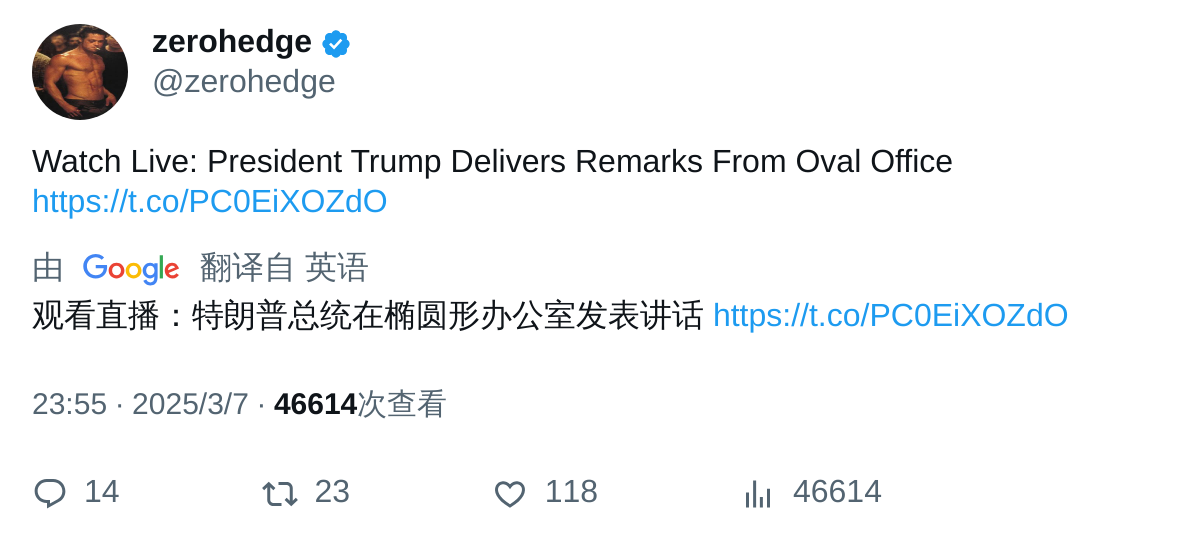 zerohedge
@zerohedge
Watch Live: President Trump Delivers Remarks From Oval Office
https://t.co/PC0EiXOZdO
由 Google 翻译自 英语
观看直播：特朗普总统在椭圆形办公室发表讲话 https://t.co/PC0EiXOZdO
23:55 · 2025/3/7 · 46614次查看
14 23 118 46614